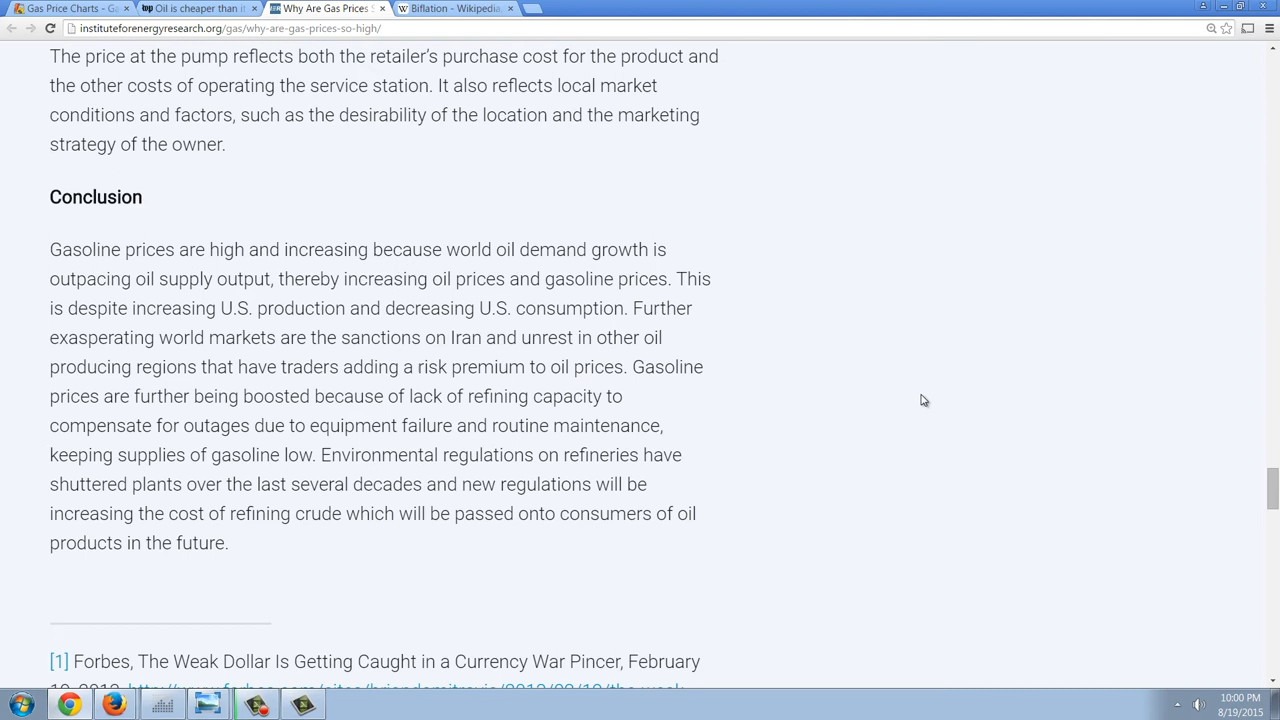 Gas Price Charts - Ga
Oil is cheaper than it
Why Are Gas Prices S
Biflation - Wikipedia,
instituteforenergyresearch.org/gas/why-are-gas-prices-so-high/
The price at the pump reflects both the retailer’s purchase cost for the product and
the other costs of operating the service station. It also reflects local market
conditions and factors, such as the desirability of the location and the marketing
strategy of the owner.
Conclusion
Gasoline prices are high and increasing because world oil demand growth is
outpacing oil supply output, thereby increasing oil prices and gasoline prices. This
is despite increasing U.S. production and decreasing U.S. consumption. Further
exasperating world markets are the sanctions on Iran and unrest in other oil
producing regions that have traders adding a risk premium to oil prices. Gasoline
prices are further being boosted because of lack of refining capacity to
compensate for outages due to equipment failure and routine maintenance,
keeping supplies of gasoline low. Environmental regulations on refineries have
shuttered plants over the last several decades and new regulations will be
increasing the cost of refining crude which will be passed onto consumers of oil
products in the future.
[1] Forbes, The Weak Dollar Is Getting Caught in a Currency War Pincer, February
10:00 PM
8/19/2015